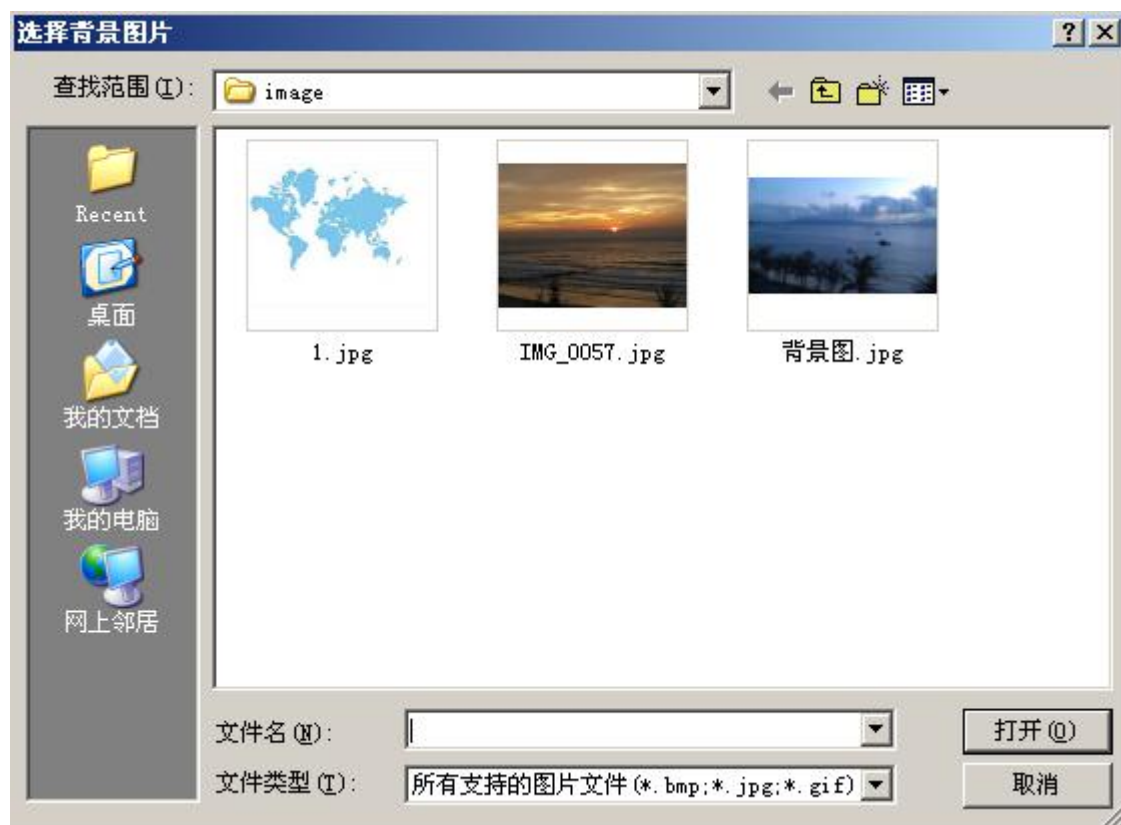 选择背景图片
查找范围(I):
image
Recent
桌面
我的文档
我的电脑
网上邻居
1.jpg
IMG_0057.jpg
背景图.jpg
文件名(N):
打开(O)
文件类型(T):
所有支持的图片文件(*.bmp;*.jpg;*.gif)
取消